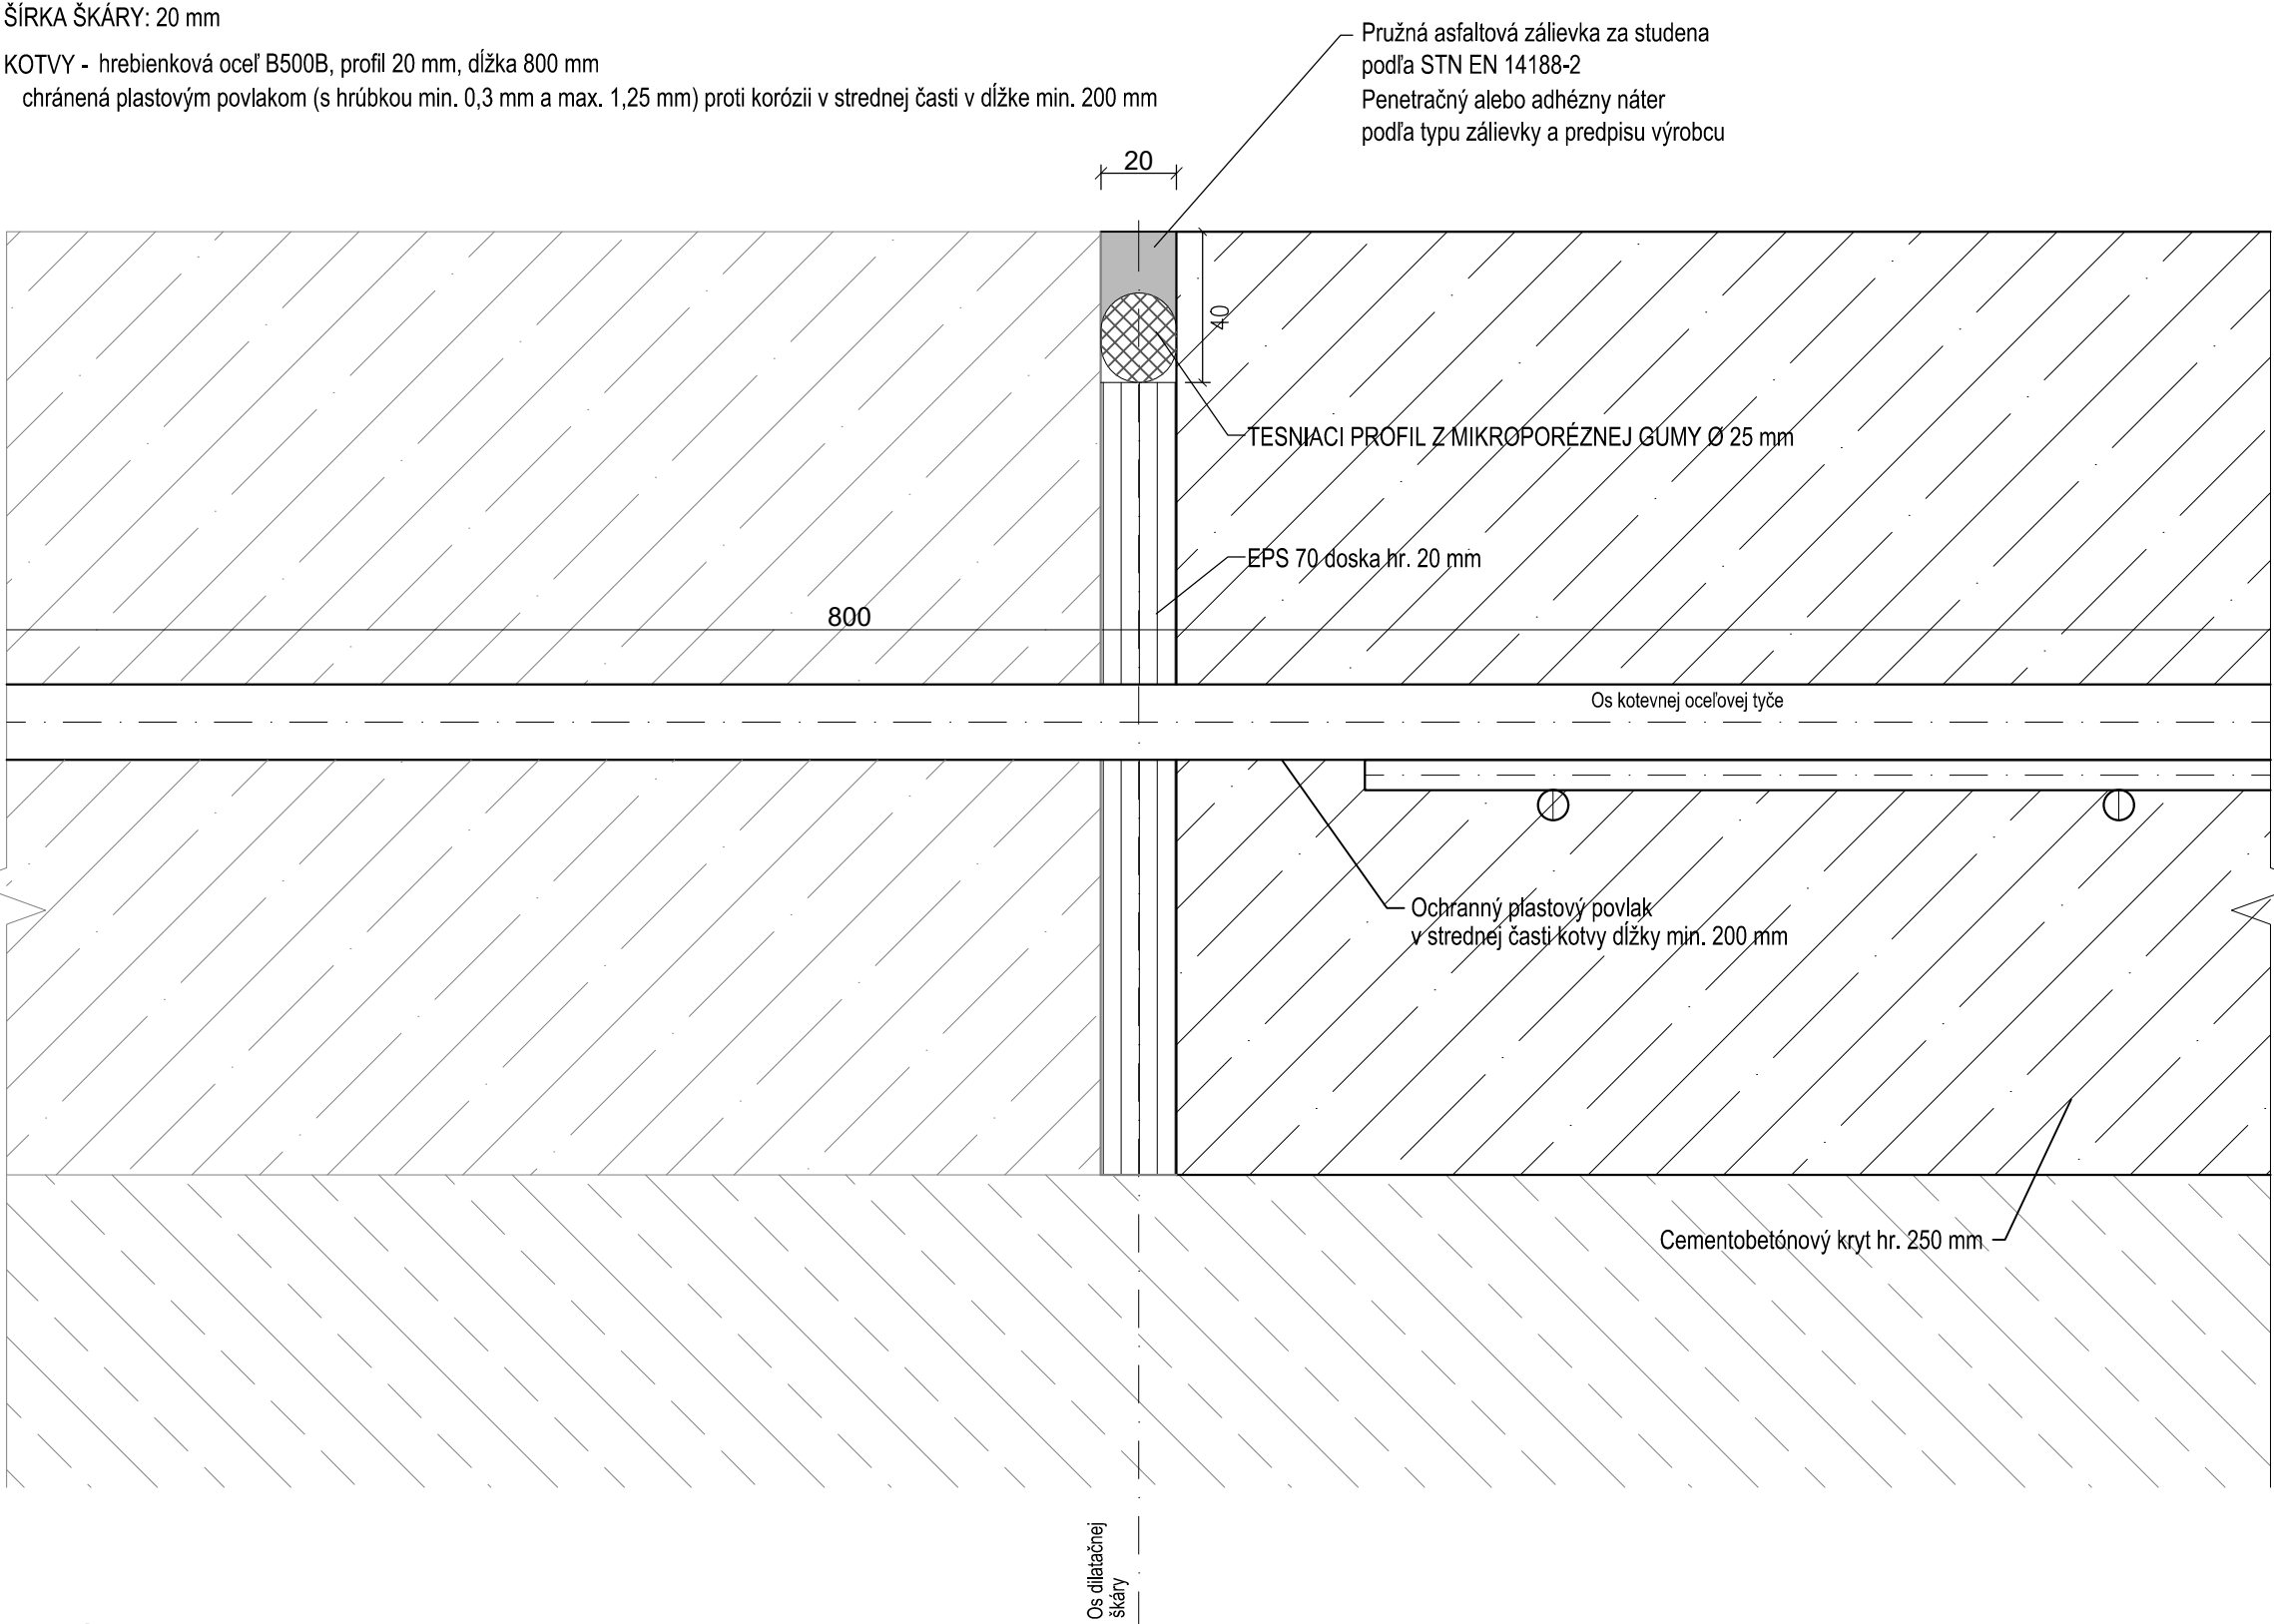 ŠÍRKA ŠKÁRY: 20 mm
KOTVY - hrebienková oceľ B500B, profil 20 mm, dĺžka 800 mm
chránená plastovým povlakom (s hrúbkou min. 0,3 mm a max. 1,25 mm) proti korózii v strednej časti v dĺžke min. 200 mm
Pružná asfaltová zálievka za studena
podľa STN EN 14188-2
Penetračný alebo adhézny náter
podľa typu zálievky a predpisu výrobcu
20
40
TESNIACI PROFIL Z MIKROPORÉZNEJ GUMY Ø 25 mm
EPS 70 doska hr. 20 mm
800
Os kotevnej oceľovej tyče
Ochranný plastový povlak
v strednej časti kotvy dĺžky min. 200 mm
Cementobetónový kryt hr. 250 mm
Os dilatačnej
škáry